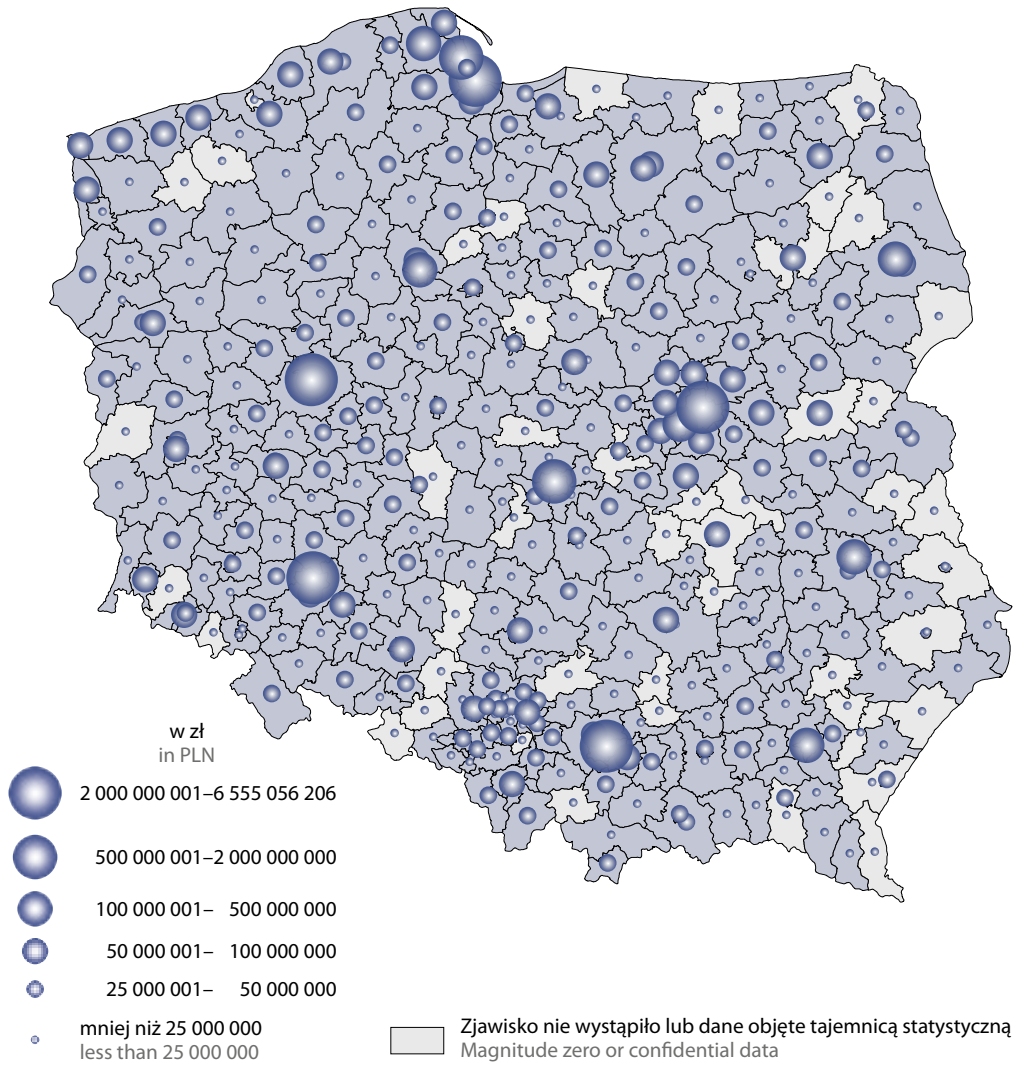 w zł
in PLN
2 000 000 001–6 555 056 206
500 000 001–2 000 000 000
100 000 001– 500 000 000
50 000 001– 100 000 000
25 000 001– 50 000 000
mniej niż 25 000 000
less than 25 000 000
Zjawisko nie wystąpiło lub dane objęte tajemnicą statystyczną
Magnitude zero or confidential data